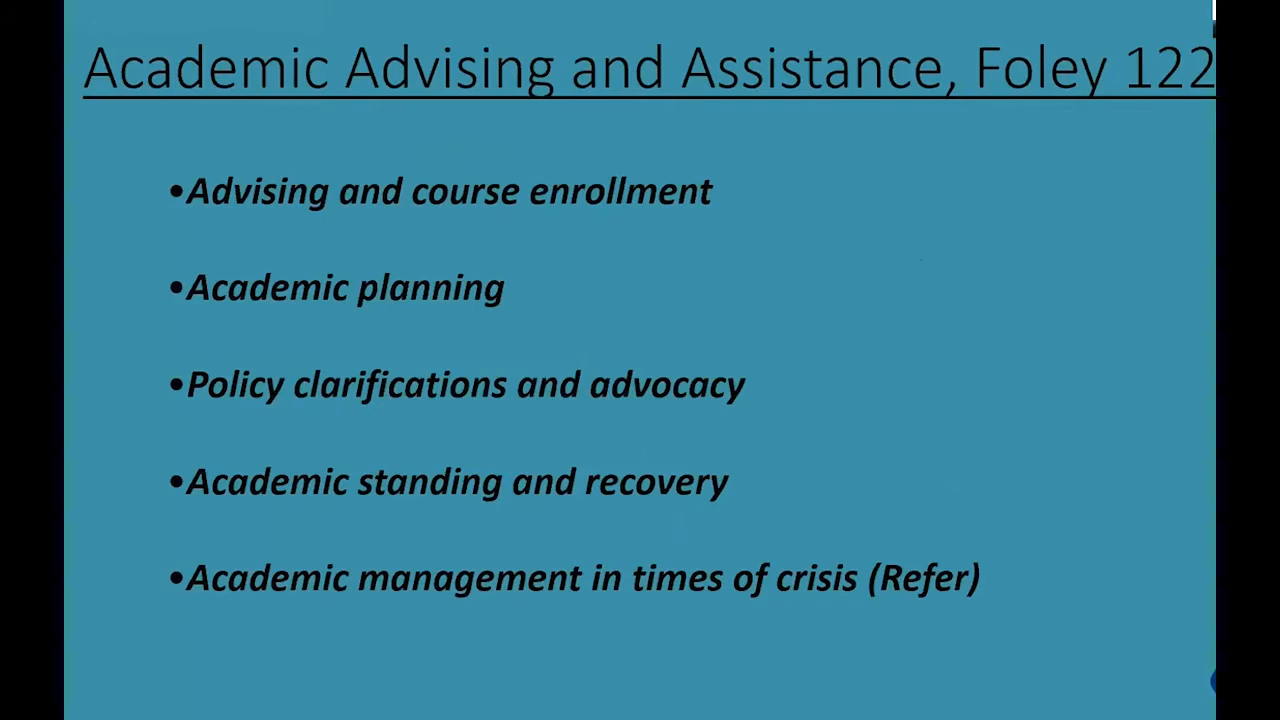 Academic Advising and Assistance, Foley 122
•Advising and course enrollment
•Academic planning
•Policy clarifications and advocacy
•Academic standing and recovery
•Academic management in times of crisis (Refer)